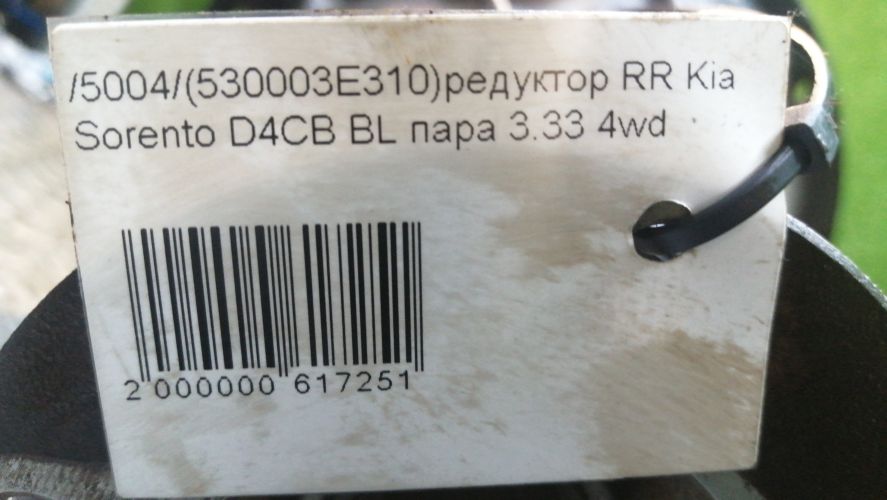 /5004/(530003E310)редуктор RR Kia
Sorento D4CB BL пара 3.33 4wd
2 000000 617251